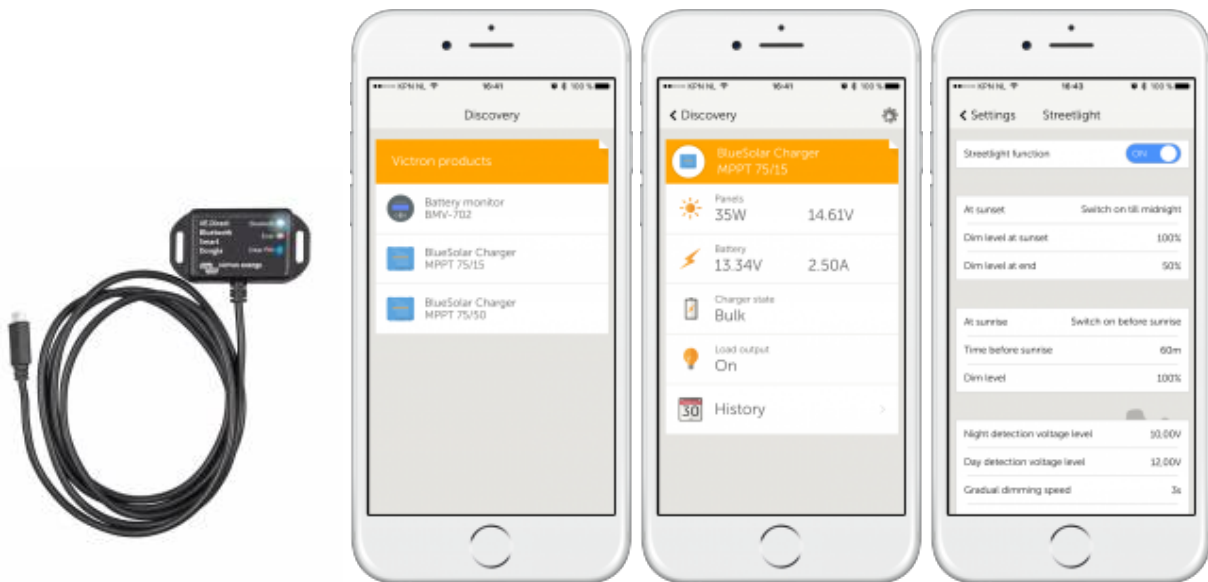 VE.Direct
Bluetooth
Smart
Dongle
victron energy
KPN NL 16:41 100 %
Discovery
Victron products
Battery monitor
BMV-702
BlueSolar Charger
MPPT 75/15
BlueSolar Charger
MPPT 75/50
KPN NL 16:41 100 %
Discovery
BlueSolar Charger
MPPT 75/15
Panels
35W 14.61V
Battery
13.34V 2.50A
Charger state
Bulk
Load output
On
30 History
KPN NL 16:43 100 %
Settings Streetlight
Streetlight function ON
At sunset Switch on till midnight
Dim level at sunset 100%
Dim level at end 50%
At sunrise Switch on before sunrise
Time before sunrise 60m
Dim level 100%
Night detection voltage level 10,00V
Day detection voltage level 12,00V
Gradual dimming speed 3s